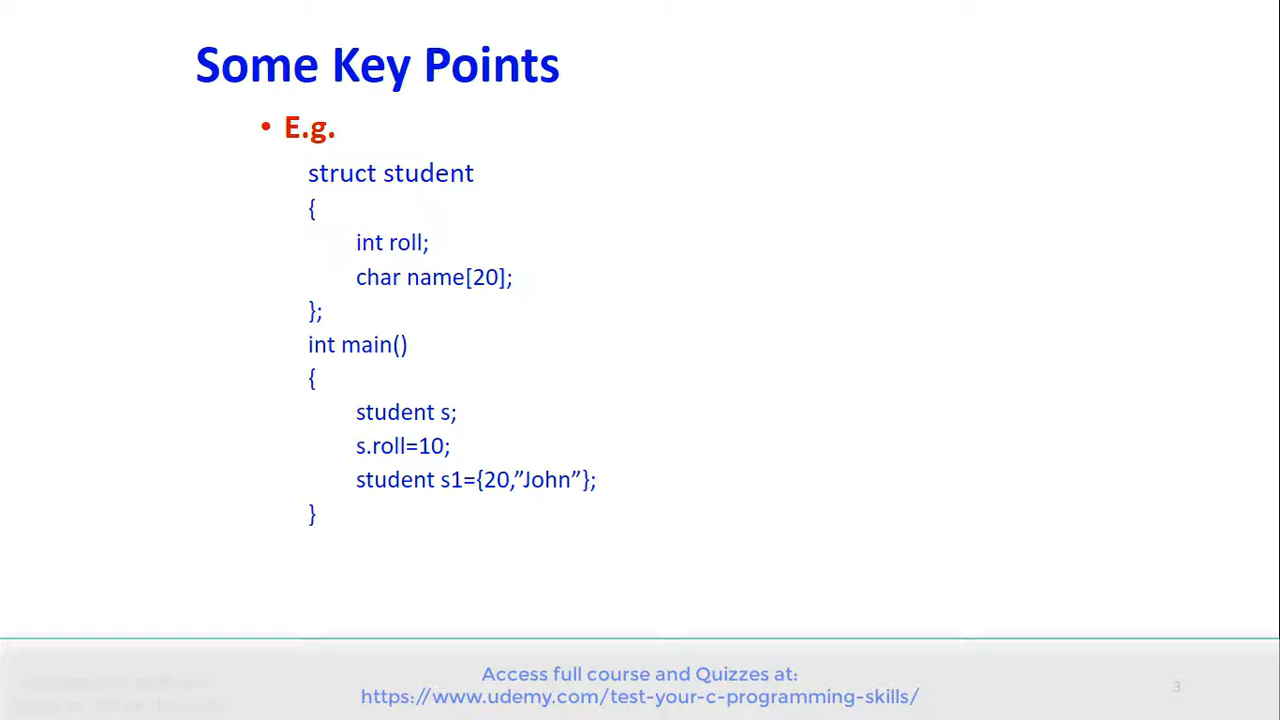 Some Key Points
• E.g.
struct student
{
int roll;
char name[20];
};
int main()
{
student s;
s.roll=10;
student s1={20,”John”};
}
Access full course and Quizzes at:
https://www.udemy.com/test-your-c-programming-skills/
3